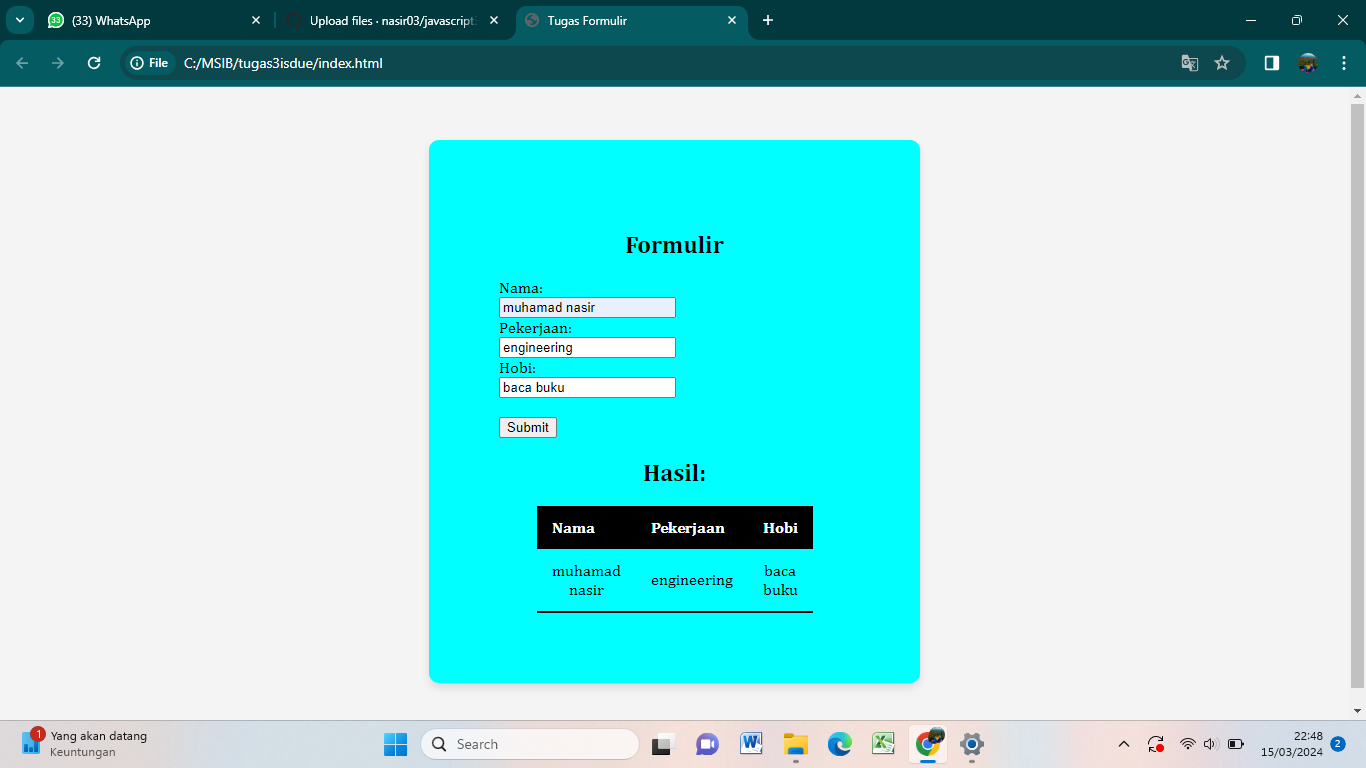 (33) WhatsApp
Upload files · nasir03/javascript
Tugas Formulir
File
C:/MSIB/tugas3isdue/index.html
Formulir
Nama:
muhamad nasir
Pekerjaan:
engineering
Hobi:
baca buku
Submit
Hasil:
Nama Pekerjaan Hobi
muhamad nasir engineering baca buku
1
Yang akan datang
Keuntungan
Search
22:48
15/03/2024
2